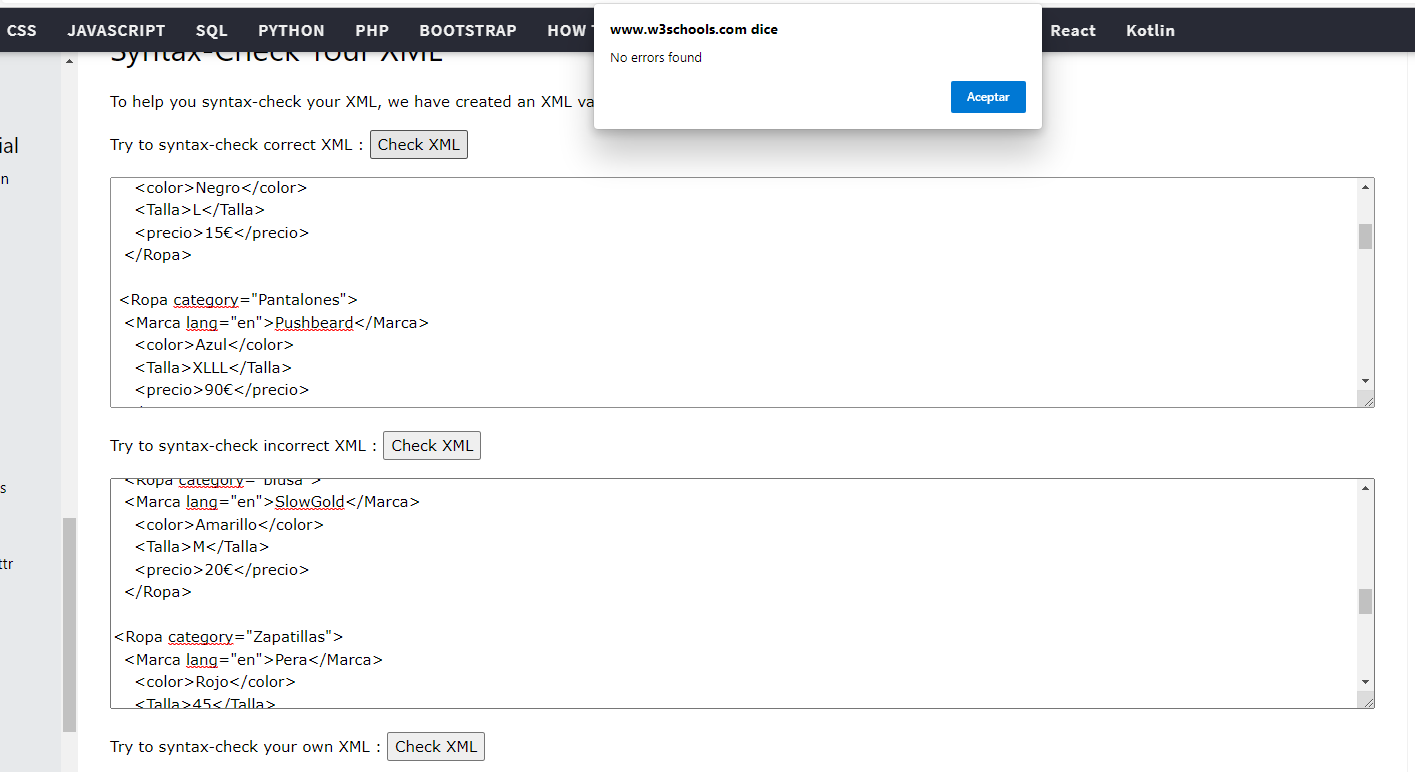 CSS JAVASCRIPT SQL PYTHON PHP BOOTSTRAP HOW React Kotlin
www.w3schools.com dice
No errors found
Aceptar
Syntax-Check Your XML
To help you syntax-check your XML, we have created an XML va
Try to syntax-check correct XML : Check XML
<color>Negro</color>
<Talla>L</Talla>
<precio>15€</precio>
</Ropa>
<Ropa category="Pantalones">
<Marca lang="en">Pushbeard</Marca>
<color>Azul</color>
<Talla>XLLL</Talla>
<precio>90€</precio>
Try to syntax-check incorrect XML : Check XML
<Ropa category="blusa">
<Marca lang="en">SlowGold</Marca>
<color>Amarillo</color>
<Talla>M</Talla>
<precio>20€</precio>
</Ropa>
<Ropa category="Zapatillas">
<Marca lang="en">Pera</Marca>
<color>Rojo</color>
<Talla>45</Talla>
Try to syntax-check your own XML : Check XML
ial
n
s
ttr